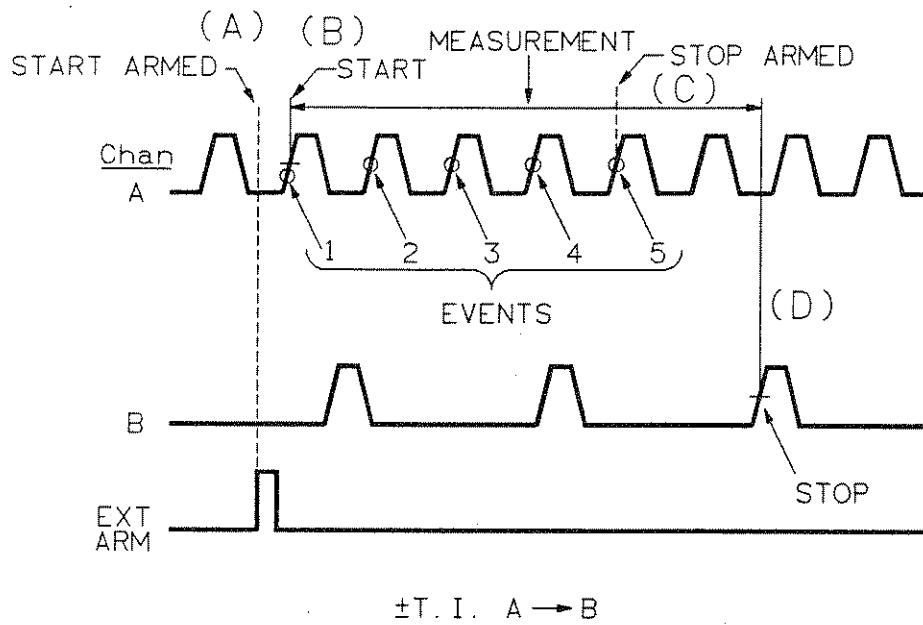 (A) (B)
MEASUREMENT
START ARMED
START
STOP ARMED
(C)
Chan
A
1 2 3 4 5
EVENTS
(D)
B
STOP
EXT
ARM
±T.I. A → B